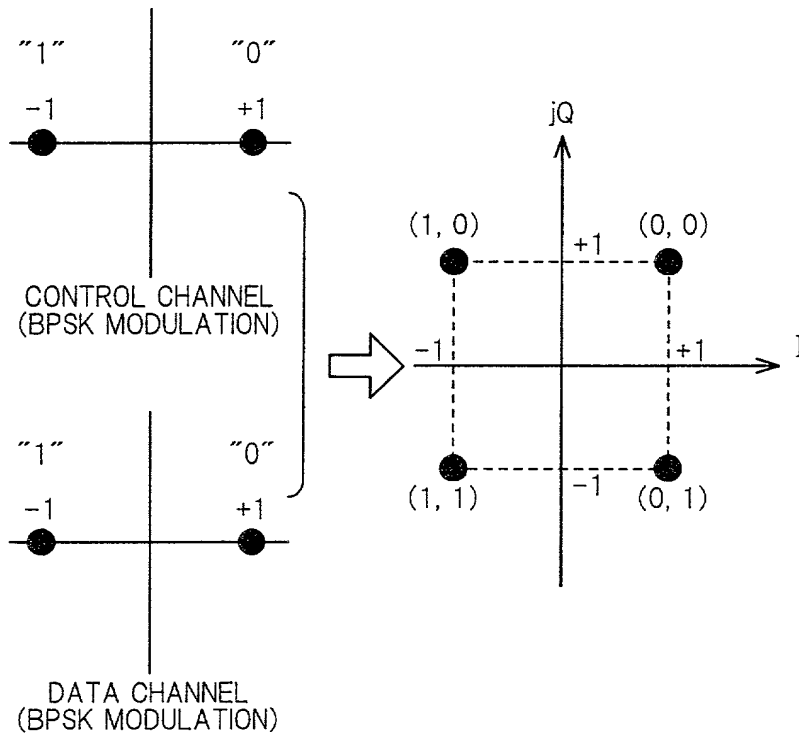 "1" "0"
-1 +1
CONTROL CHANNEL
(BPSK MODULATION)
"1" "0"
-1 +1
DATA CHANNEL
(BPSK MODULATION)
jQ
(1, 0) (0, 0)
+1
-1 +1 I
-1
(1, 1) (0, 1)